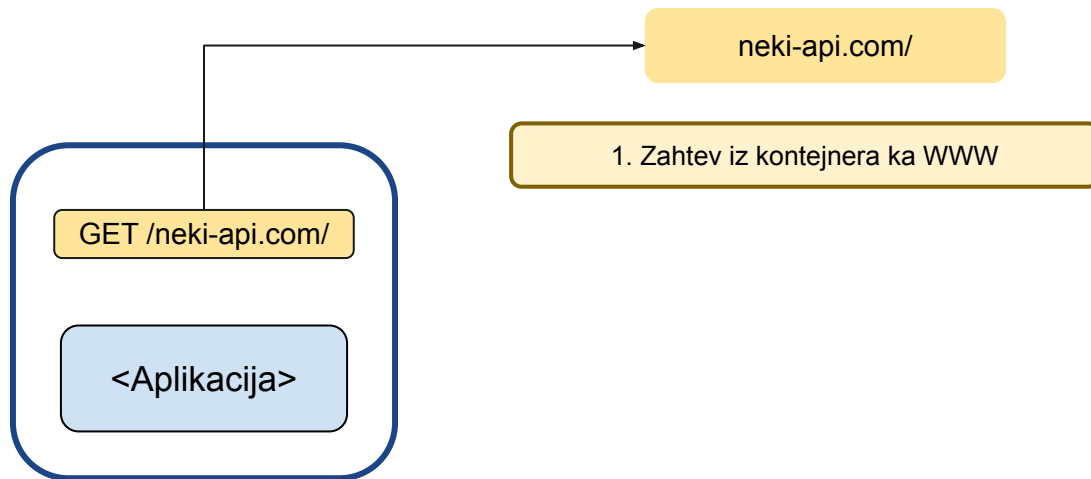 neki-api.com/
1. Zahtev iz kontejnera ka WWW
GET /neki-api.com/
<Aplikacija>